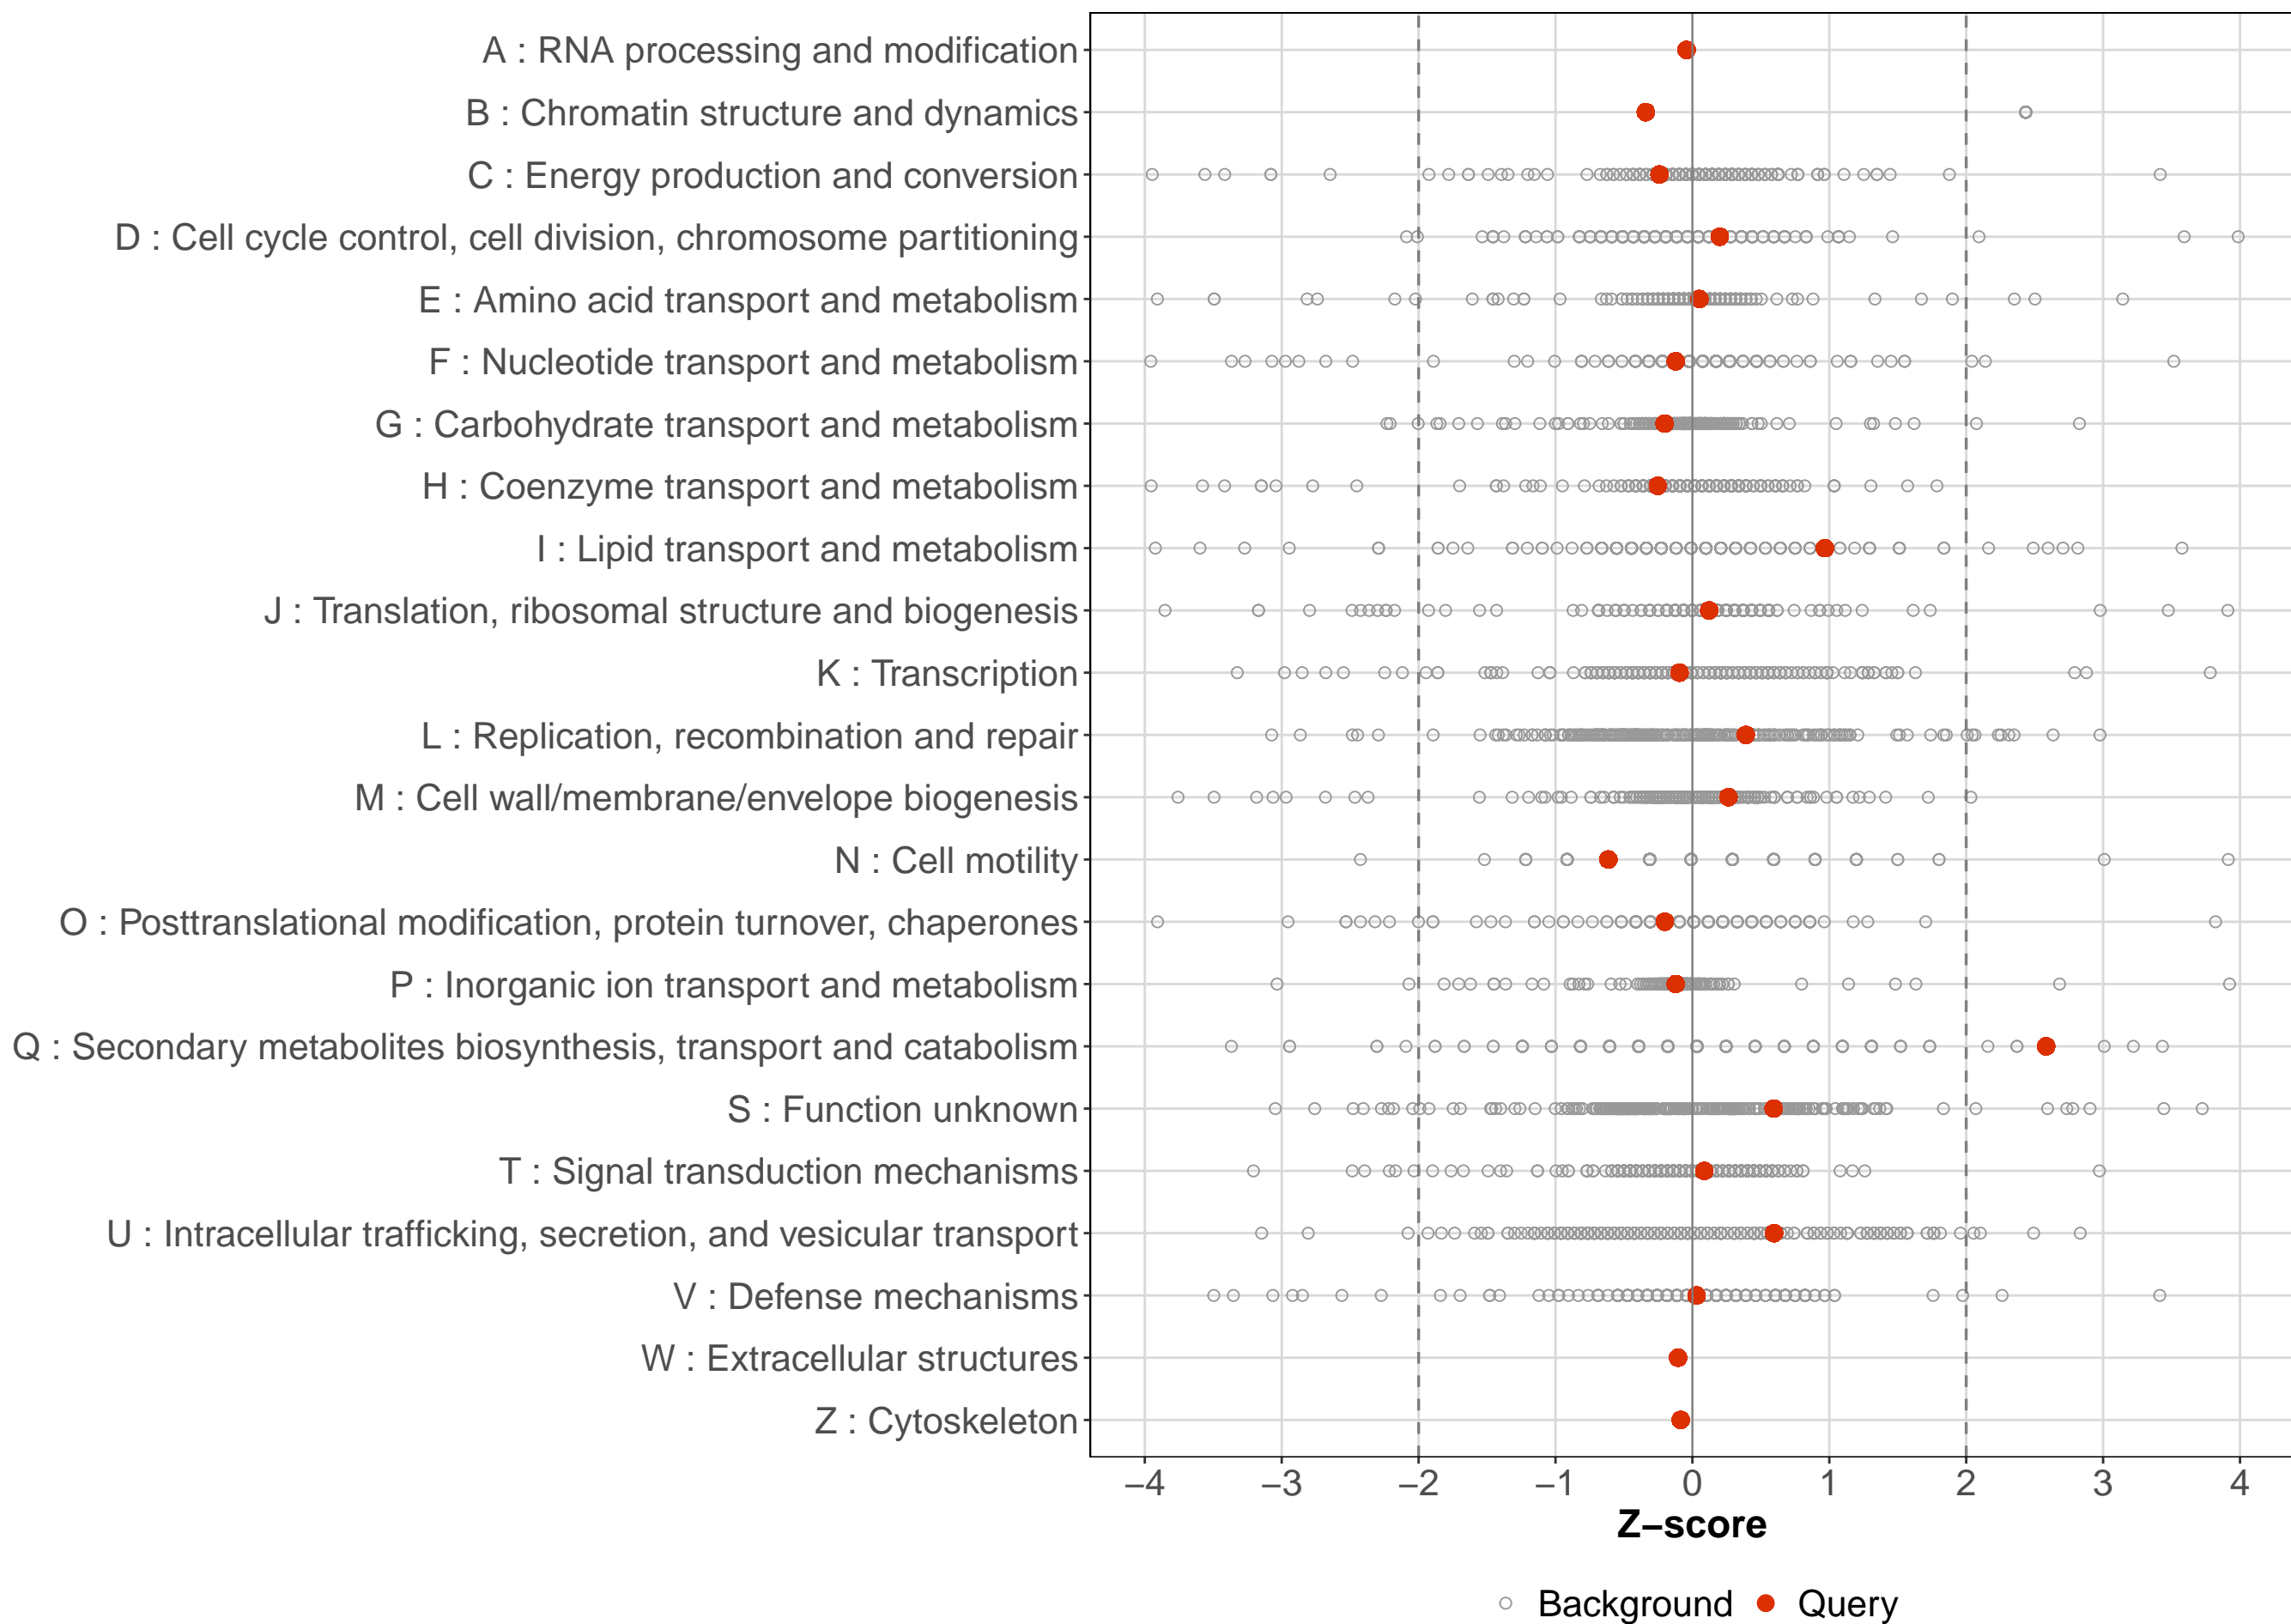 A : RNA processing and modification
B : Chromatin structure and dynamics
C : Energy production and conversion
D : Cell cycle control, cell division, chromosome partitioning
E : Amino acid transport and metabolism
F : Nucleotide transport and metabolism
G : Carbohydrate transport and metabolism
H : Coenzyme transport and metabolism
I : Lipid transport and metabolism
J : Translation, ribosomal structure and biogenesis
K : Transcription
L : Replication, recombination and repair
M : Cell wall/membrane/envelope biogenesis
N : Cell motility
O : Posttranslational modification, protein turnover, chaperones
P : Inorganic ion transport and metabolism
Q : Secondary metabolites biosynthesis, transport and catabolism
S : Function unknown
T : Signal transduction mechanisms
U : Intracellular trafficking, secretion, and vesicular transport
V : Defense mechanisms
W : Extracellular structures
Z : Cytoskeleton
−4 −3 −2 −1 0 1 2 3 4
Z−score
Background Query